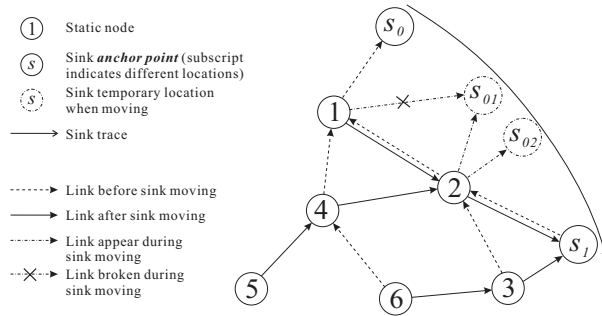 1 Static node
s Sink anchor point (subscript
indicates different locations)
s Sink temporary location
when moving
Sink trace
Link before sink moving
Link after sink moving
Link appear during
sink moving
Link broken during
sink moving
s0
s01
1
s02
2
4
s1
5
3
6